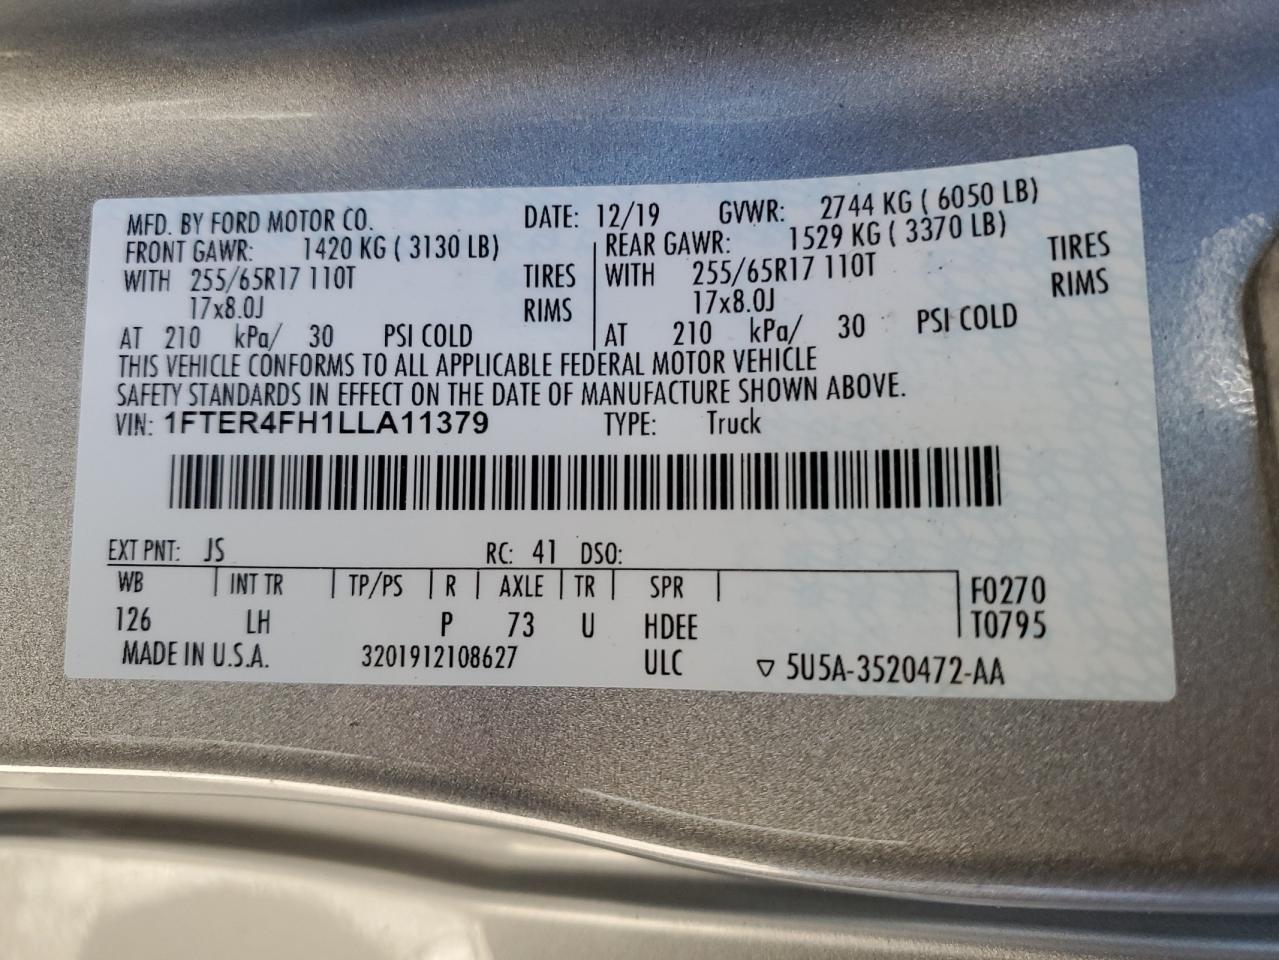 MFD. BY FORD MOTOR CO. DATE: 12/19 GVWR: 2744 KG ( 6050 LB)
FRONT GAWR: 1420 KG ( 3130 LB) REAR GAWR: 1529 KG ( 3370 LB)
WITH 255/65R17 110T TIRES WITH 255/65R17 110T TIRES
17x8.0J RIMS 17x8.0J RIMS
AT 210 kPa/ 30 PSI COLD AT 210 kPa/ 30 PSI COLD
THIS VEHICLE CONFORMS TO ALL APPLICABLE FEDERAL MOTOR VEHICLE
SAFETY STANDARDS IN EFFECT ON THE DATE OF MANUFACTURE SHOWN ABOVE.
VIN: 1FTER4FH1LLA11379 TYPE: Truck
EXT PNT: JS RC: 41 DSO:
WB INT TR TP/PS R AXLE TR SPR F0270
126 LH P 73 U HDEE T0795
MADE IN U.S.A. 3201912108627 ULC ▽ 5U5A-3520472-AA